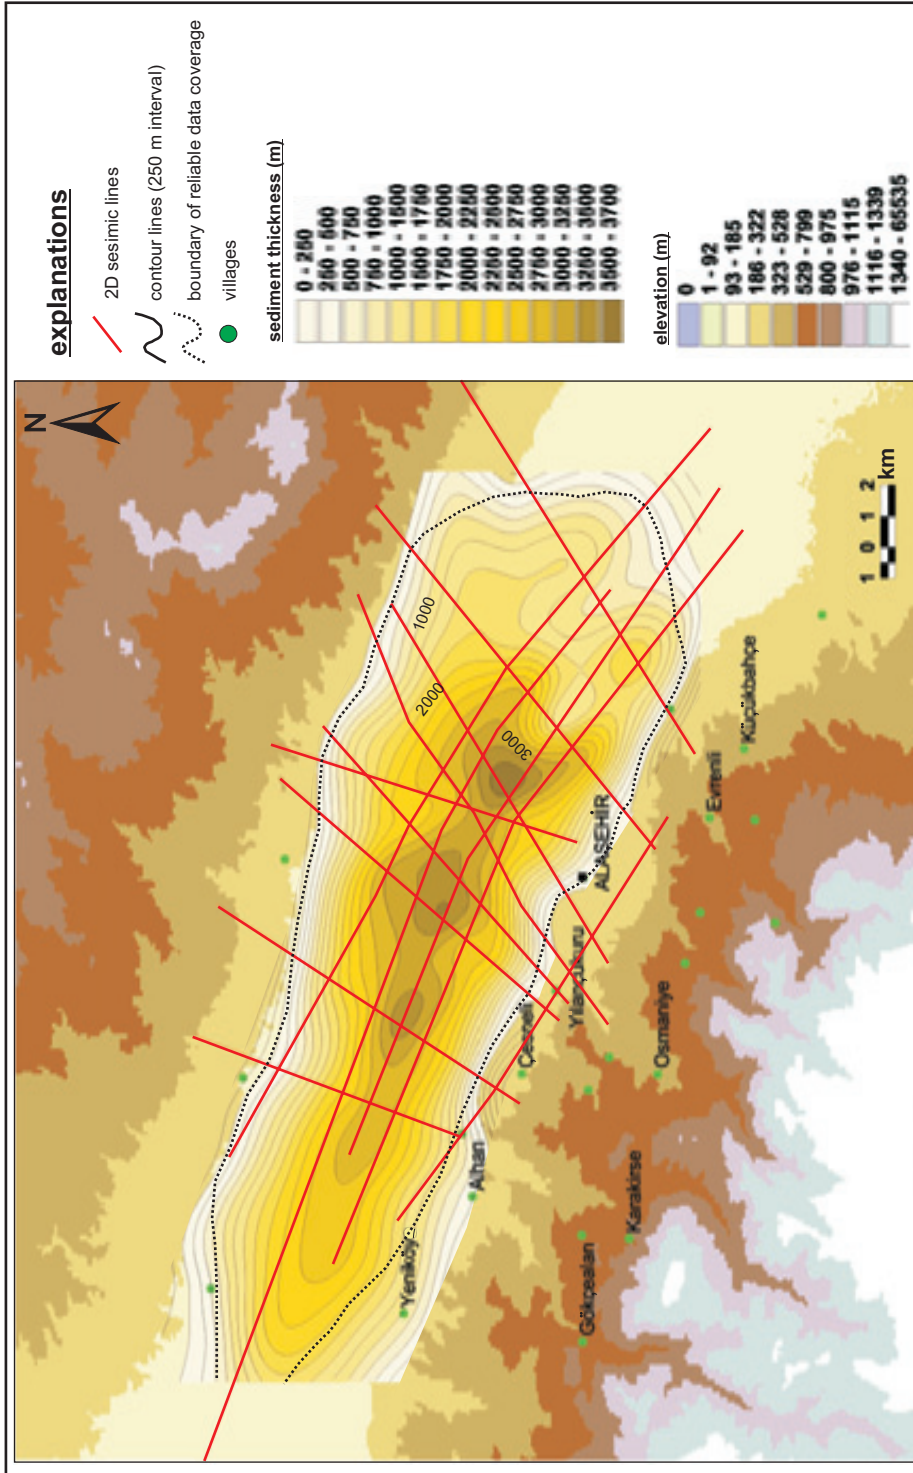 explanations
2D sesimic lines
contour lines (250 m interval)
boundary of reliable data coverage
villages
sediment thickness (m)
0 - 250
250 - 500
500 - 750
750 - 1000
1000 - 1500
1500 - 1750
1750 - 2000
2000 - 2250
2250 - 2500
2500 - 2750
2750 - 3000
3000 - 3250
3250 - 3500
3500 - 3700
elevation (m)
0
1 - 92
93 - 185
186 - 322
323 - 528
529 - 799
800 - 975
976 - 1115
1116 - 1339
1340 - 65535
N
1000
2000
3000
Yeniköy
Alhan
Çeşneli
Yılançukuru
ALAŞEHİR
Gökçealan
Karakirse
Osmaniye
Evrenli
Küçükbahçe
1 0 1 2
km